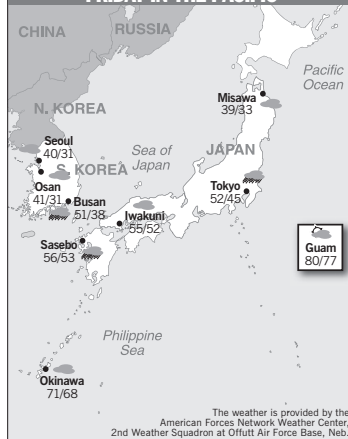 FRIDAY IN THE PACIFIC
CHINA
RUSSIA
Pacific
Ocean
N. KOREA
Misawa
39/33
Seoul
40/31
S. KOREA
Sea of
Japan
JAPAN
Osan
41/31
Busan
51/38
Tokyo
52/45
Iwakuni
55/52
Sasebo
56/53
Guam
80/77
Philippine
Sea
Okinawa
71/68
The weather is provided by the
American Forces Network Weather Center,
2nd Weather Squadron at Offutt Air Force Base, Neb.